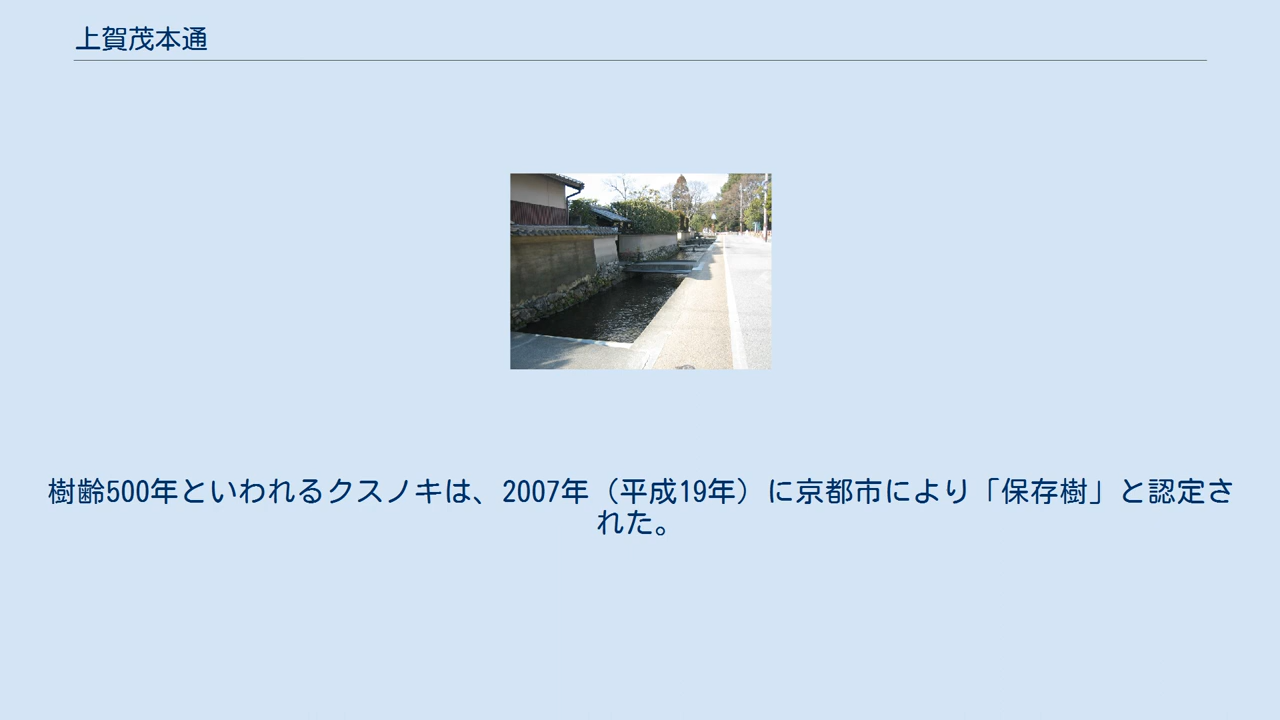 上賀茂本通
樹齢500年といわれるクスノキは、2007年（平成19年）に京都市により「保存樹」と認定さ
れた。